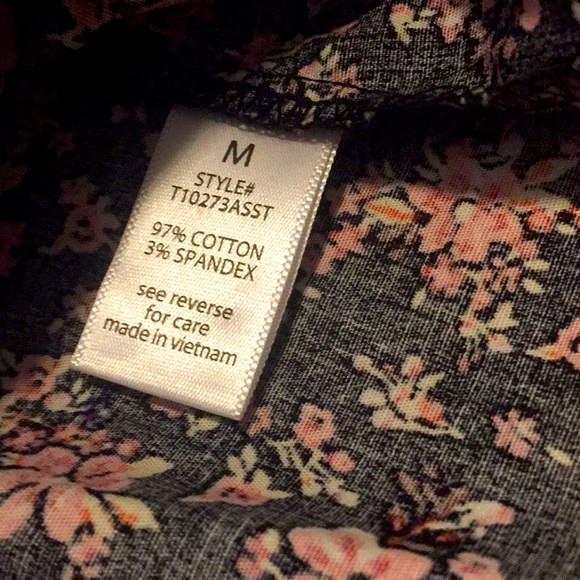 M
STYLE#
T10273ASST
97% COTTON
3% SPANDEX
see reverse
for care
made in vietnam